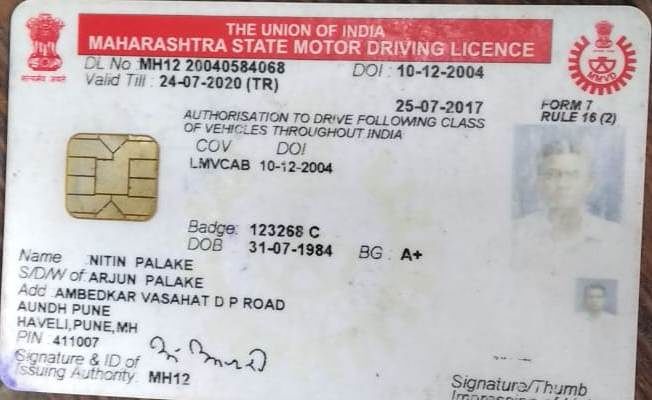 THE UNION OF INDIA
MAHARASHTRA STATE MOTOR DRIVING LICENCE
DL No MH12 20040584068 DOI : 10-12-2004
Valid Till : 24-07-2020 (TR)
25-07-2017
FORM 7
RULE 16 (2)
AUTHORISATION TO DRIVE FOLLOWING CLASS
OF VEHICLES THROUGHOUT INDIA
COV DOI
LMVCAB 10-12-2004
MMVD
सत्यमेव जयते
Badge: 123268 C
DOB 31-07-1984 BG : A+
Name NITIN PALAKE
S/D/W of ARJUN PALAKE
Add AMBEDKAR VASAHAT D P ROAD
AUNDH PUNE
HAVELI,PUNE,MH
PIN 411007
Signature & ID of
Issuing Authority: MH12
Signature/Thumb